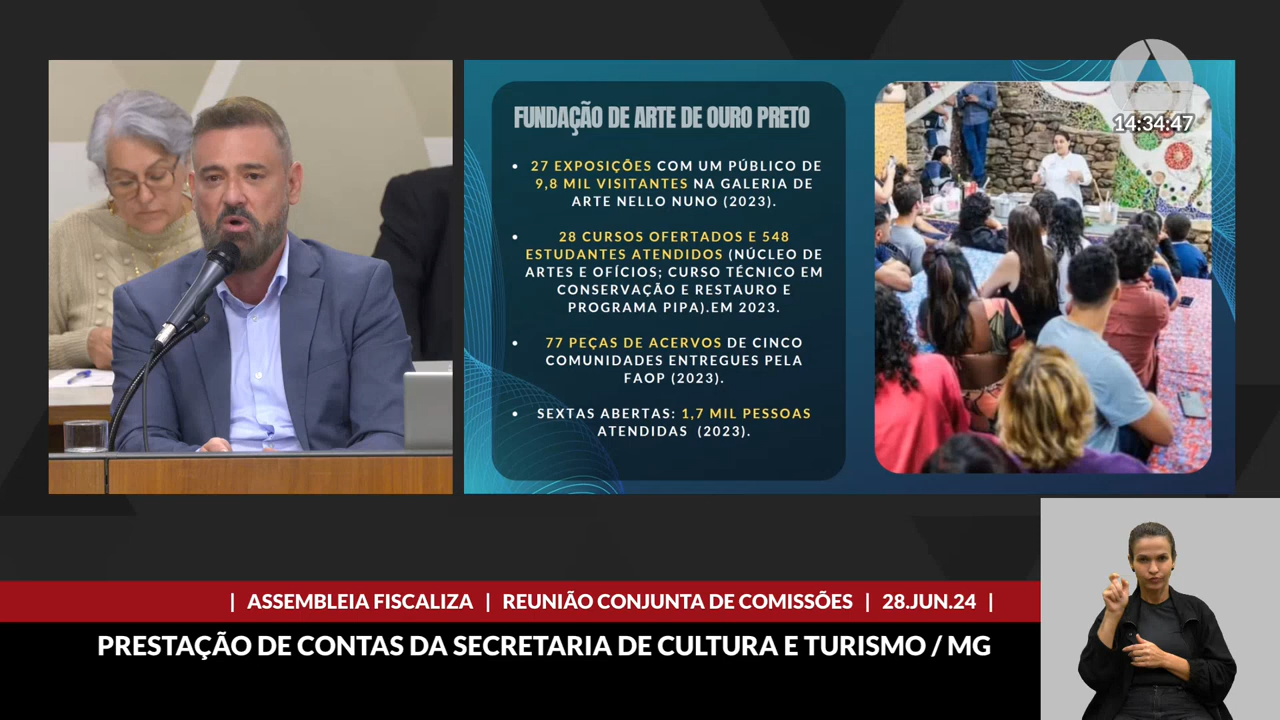 14:34:47
FUNDAÇÃO DE ARTE DE OURO PRETO
• 27 EXPOSIÇÕES COM UM PÚBLICO DE
9,8 MIL VISITANTES NA GALERIA DE
ARTE NELLO NUNO (2023).
• 28 CURSOS OFERTADOS E 548
ESTUDANTES ATENDIDOS (NÚCLEO DE
ARTES E OFÍCIOS; CURSO TÉCNICO EM
CONSERVAÇÃO E RESTAURO E
PROGRAMA PIPA).EM 2023.
• 77 PEÇAS DE ACERVOS DE CINCO
COMUNIDADES ENTREGUES PELA
FAOP (2023).
• SEXTAS ABERTAS: 1,7 MIL PESSOAS
ATENDIDAS (2023).
| ASSEMBLEIA FISCALIZA | REUNIÃO CONJUNTA DE COMISSÕES | 28.JUN.24 |
PRESTAÇÃO DE CONTAS DA SECRETARIA DE CULTURA E TURISMO / MG